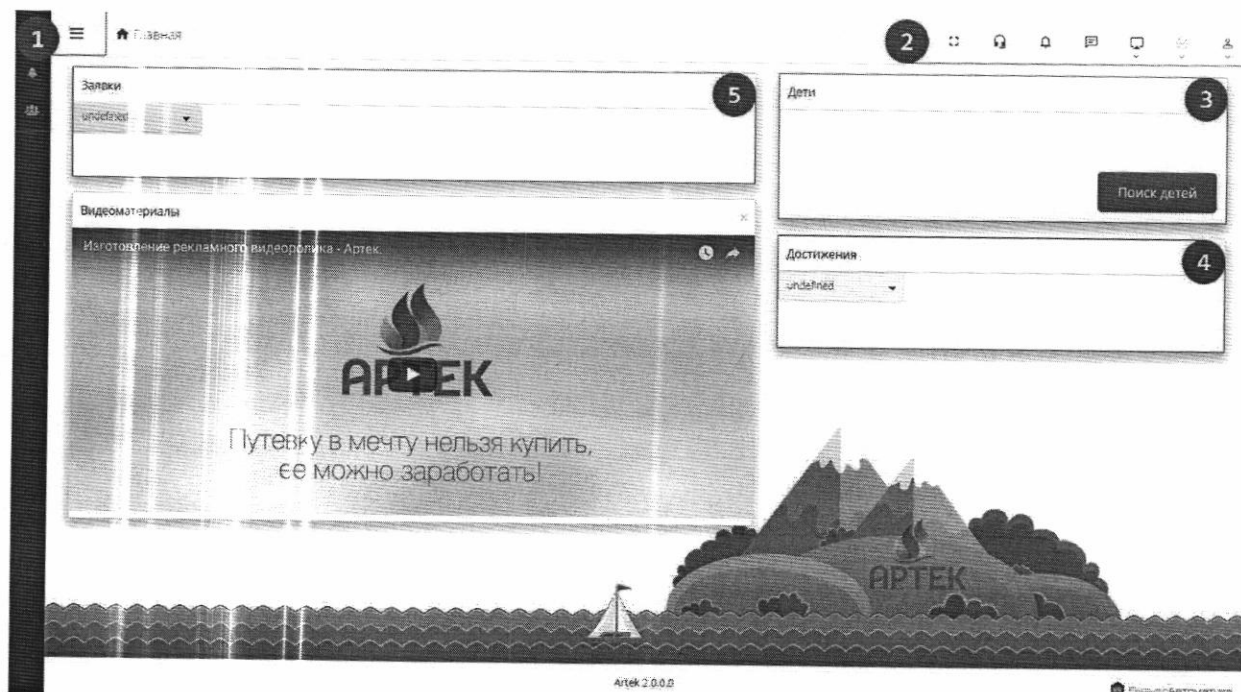 1
Главная
2
Заявки
5
undefined
Дети
3
Поиск детей
Видеоматериалы
Изготовление рекламного видеоролика - Артек.
АРТЕК
Путевку в мечту нельзя купить,
ее можно заработать!
Достижения
4
undefined
АРТЕК
Artek 2.0.0.0